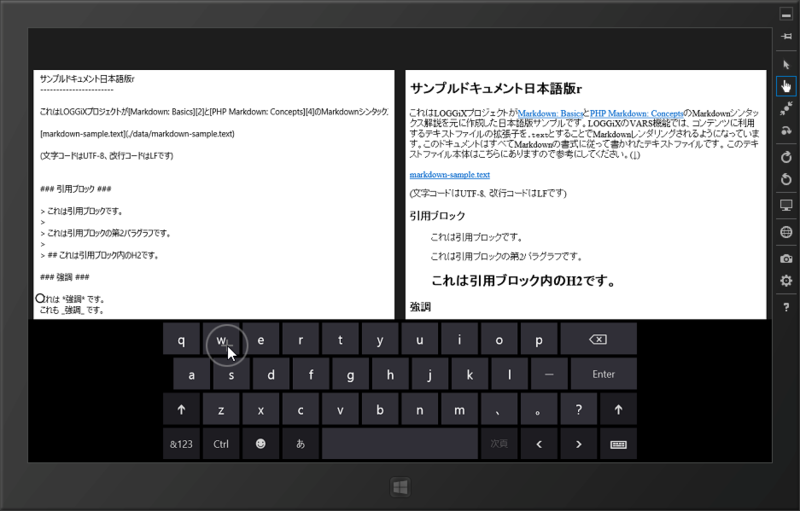 サンプルドキュメント日本語版r
-----------------------
これはLOGGiXプロジェクトが[Markdown: Basics][2]と[PHP Markdown: Concepts][4]のMarkdownシンタックス
[markdown-sample.text](./data/markdown-sample.text)
(文字コードはUTF-8、改行コードはLFです)
### 引用ブロック ###
> これは引用ブロックです。
>
> これは引用ブロックの第2パラグラフです。
>
> ## これは引用ブロック内のH2です。
### 強調 ###
これは *強調* です。
これも _強調_ です。
サンプルドキュメント日本語版r
これはLOGGiXプロジェクトがMarkdown: BasicsとPHP Markdown: ConceptsのMarkdownシンタッ
クス解説を元に作成した日本語版サンプルです。LOGGiXのVARS機能では、コンテンツに利用
するテキストファイルの拡張子を.textとすることでMarkdownレンダリングされるようになっていま
す。このドキュメントはすべてMarkdownの書式に従って書かれたテキストファイルです。このテキ
ストファイル本体はこちらにありますので参考にしてください。(↓)
markdown-sample.text
(文字コードはUTF-8、改行コードはLFです)
引用ブロック
これは引用ブロックです。
これは引用ブロックの第2パラグラフです。
これは引用ブロック内のH2です。
強調
q w e r t y u i o p
a s d f g h j k l ー Enter
z x c v b n m 、 。 ?
&123 Ctrl あ 次頁 < >
?